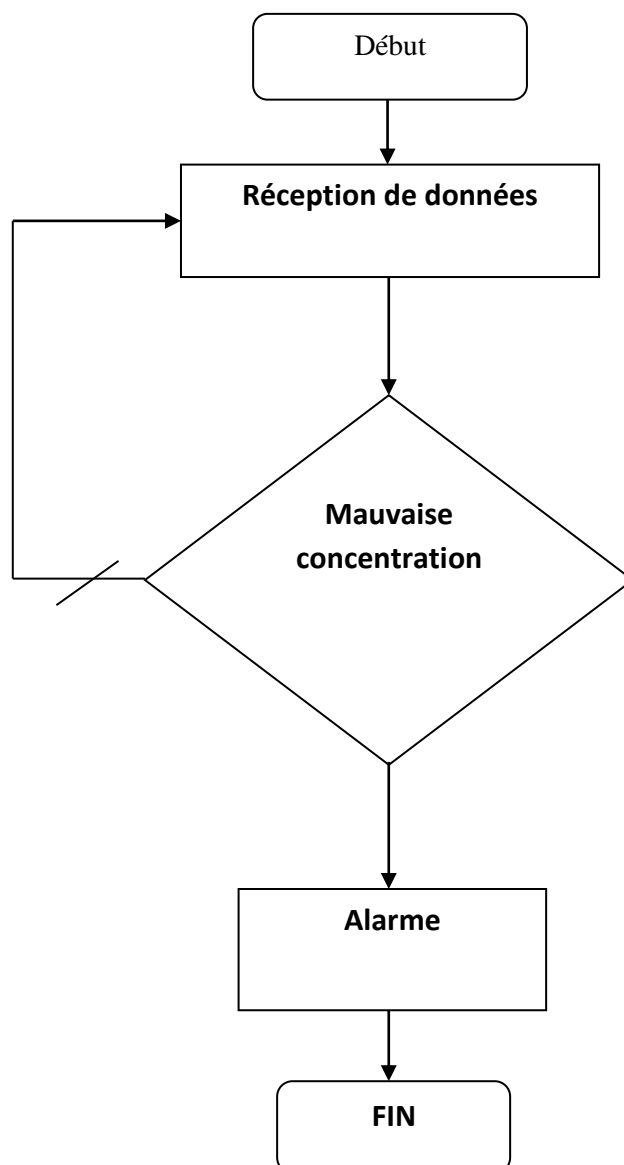 Début
Réception de données
Mauvaise
concentration
Alarme
FIN